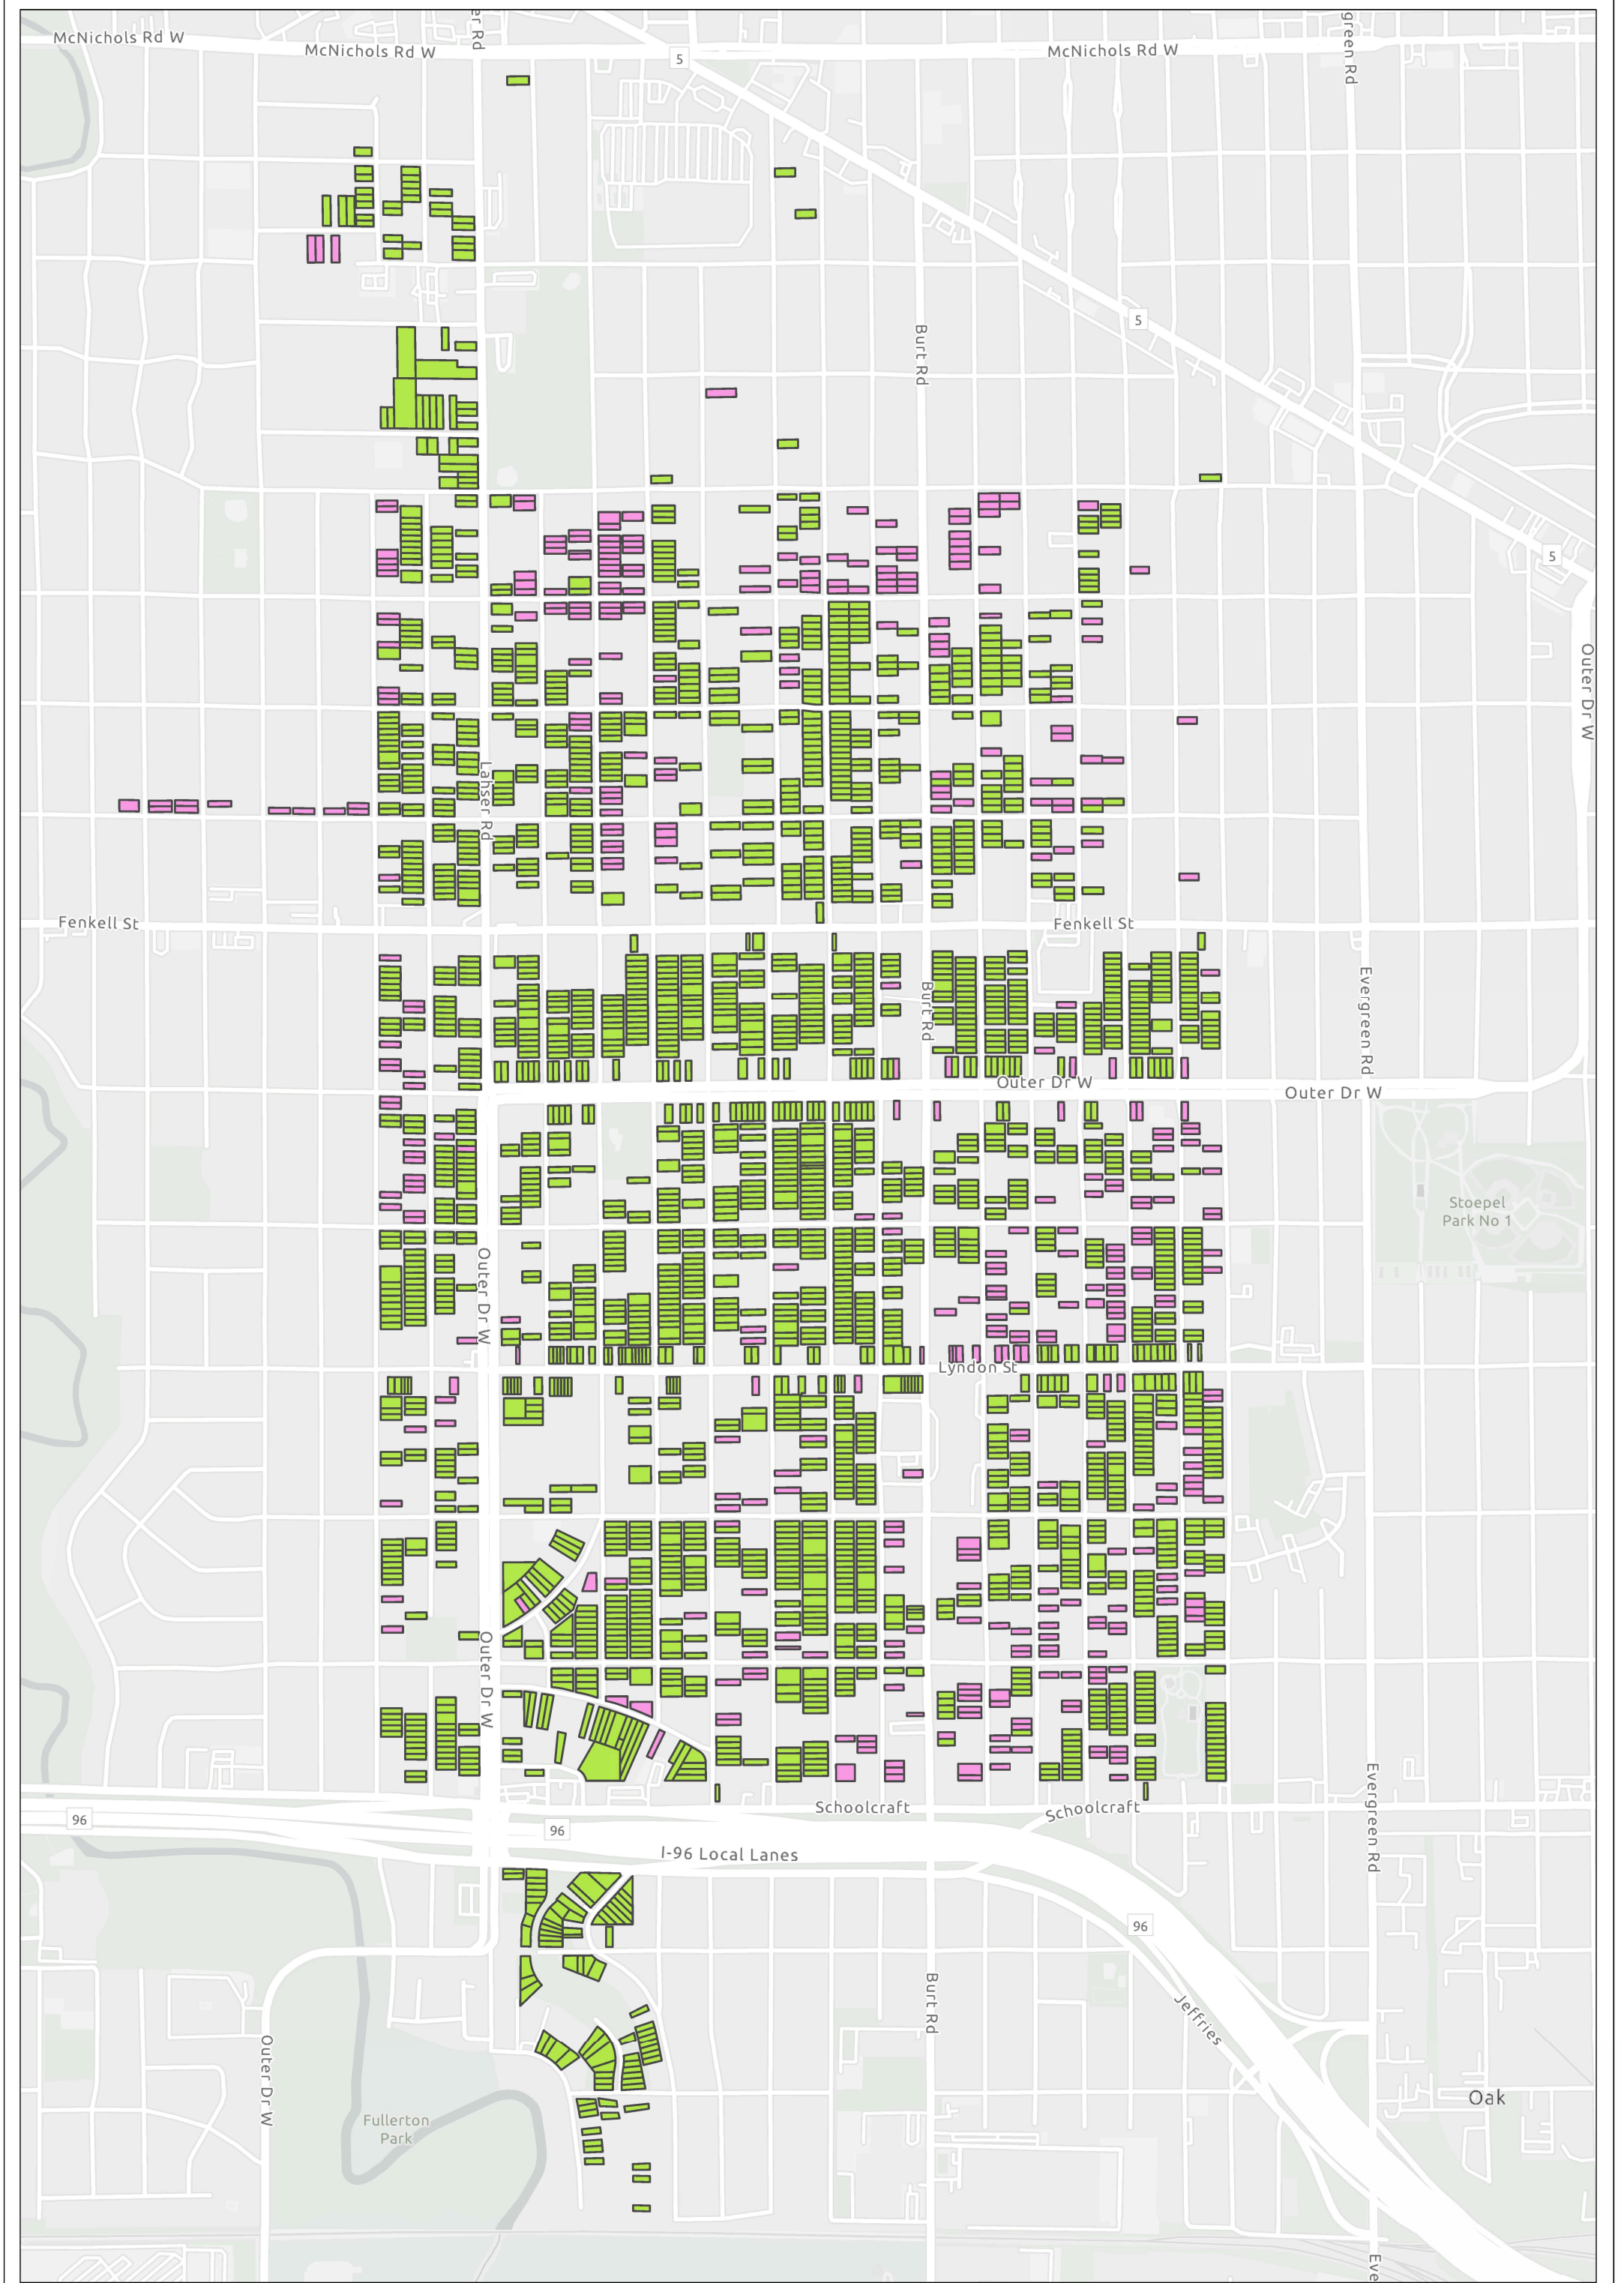 McNichols Rd W
McNichols Rd W
er Rd
5
McNichols Rd W
green Rd
Burt Rd
5
5
Outer Dr W
Lahser Rd
Fenkell St
Fenkell St
Burt Rd
Evergreen Rd
Outer Dr W
Outer Dr W
Stoepel
Park No 1
Outer Dr W
Lyndon St
Outer Dr W
Evergreen Rd
Schoolcraft
Schoolcraft
96
96
I-96 Local Lanes
96
Burt Rd
Jeffries
Outer Dr W
Oak
Fullerton
Park
Eve